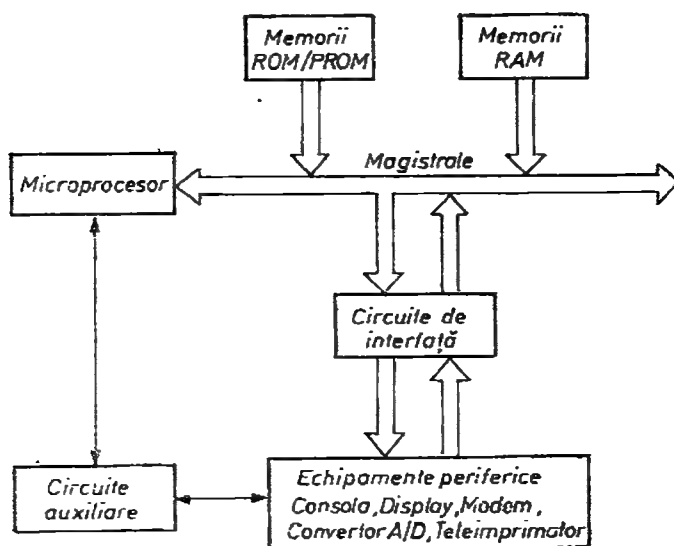 Memorii
ROM/PROM
Memorii
RAM
Magistrale
Microprocesor
Circuite de
interfață
Circuite
auxiliare
Echipamente periferice
Consola, Display, Modem,
Convertor A/D, Teleimprimator